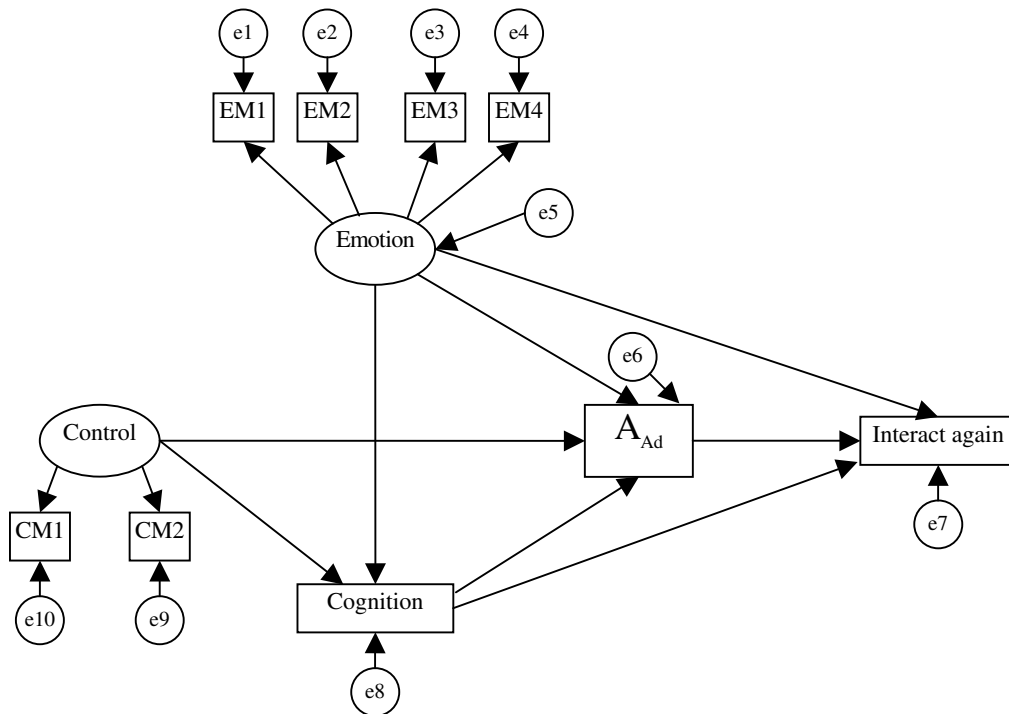 e1 e2 e3 e4
EM1 EM2 EM3 EM4
e5
Emotion
e6
Control
A Ad
Interact again
CM1 CM2
e7
Cognition
e10 e9
e8